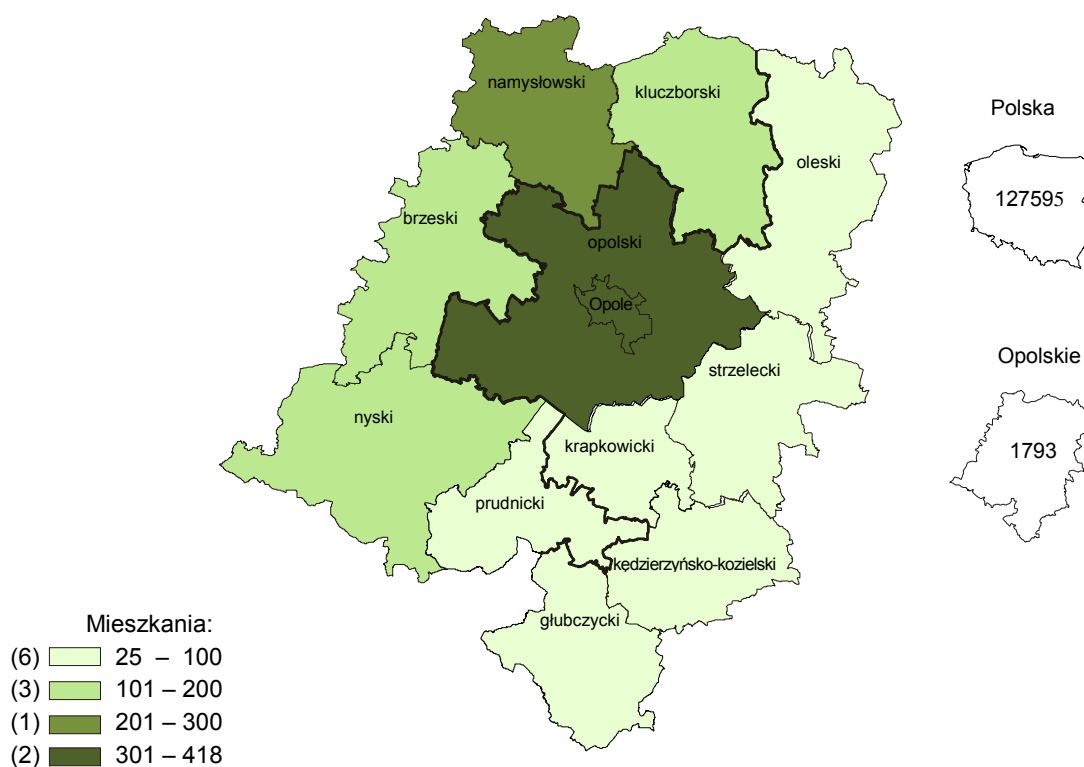 namysłowski
kluczborski
oleski
brzeski
opolski
Opole
strzelecki
nyski
krapkowicki
prudnicki
kędzierzyńsko-kozielski
głubczycki
Polska
127595
Opolskie
1793
Mieszkania:
(6) 25 – 100
(3) 101 – 200
(1) 201 – 300
(2) 301 – 418